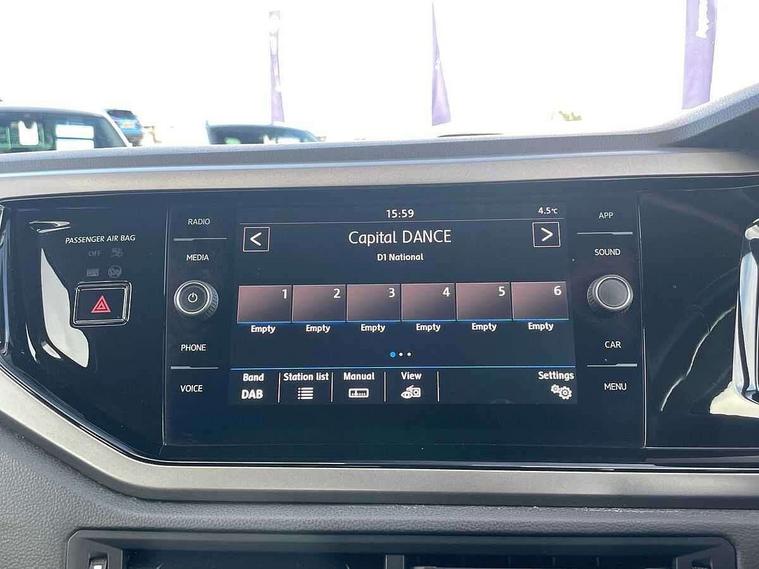 PASSENGER AIR BAG
OFF
RADIO
MEDIA
PHONE
VOICE
15:59
4.5°C
<
Capital DANCE
>
D1 National
1 2 3 4 5 6
Empty Empty Empty Empty Empty Empty
Band Station list Manual View Settings
DAB
APP
SOUND
CAR
MENU